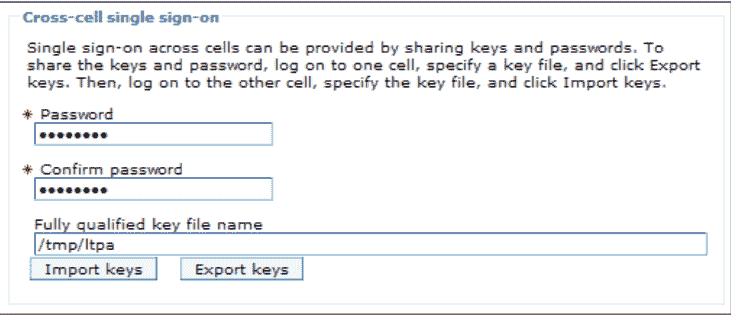 Cross-cell single sign-on
Single sign-on across cells can be provided by sharing keys and passwords. To
share the keys and password, log on to one cell, specify a key file, and click Export
keys. Then, log on to the other cell, specify the key file, and click Import keys.
* Password
••••••••
* Confirm password
••••••••
Fully qualified key file name
/tmp/ltpa
Import keys Export keys